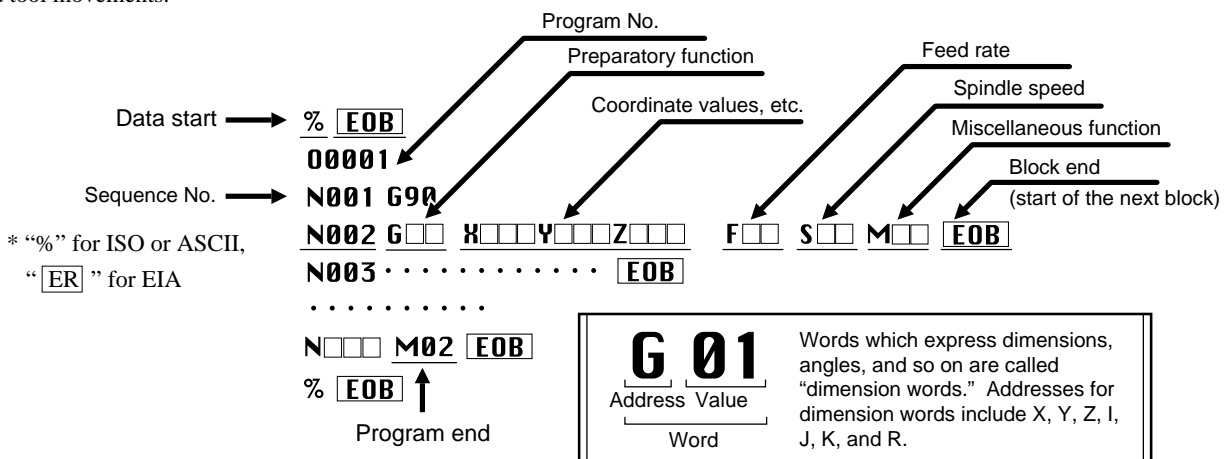 tool movements.
Program No.
Preparatory function
Feed rate
Coordinate values, etc.
Spindle speed
Miscellaneous function
Block end
(start of the next block)
Data start
% EOB
O0001
Sequence No.
N001 G90
N002 G□□ X□□□Y□□□Z□□□ F□□ S□□ M□□ EOB
* “%” for ISO or ASCII,
“ ER ” for EIA
N003 · · · · · · · · · · · · · EOB
· · · · · · · · · ·
N□□□ M02 EOB
% EOB
Program end
G 01
Address Value
Word
Words which express dimensions,
angles, and so on are called
“dimension words.” Addresses for
dimension words include X, Y, Z, I,
J, K, and R.